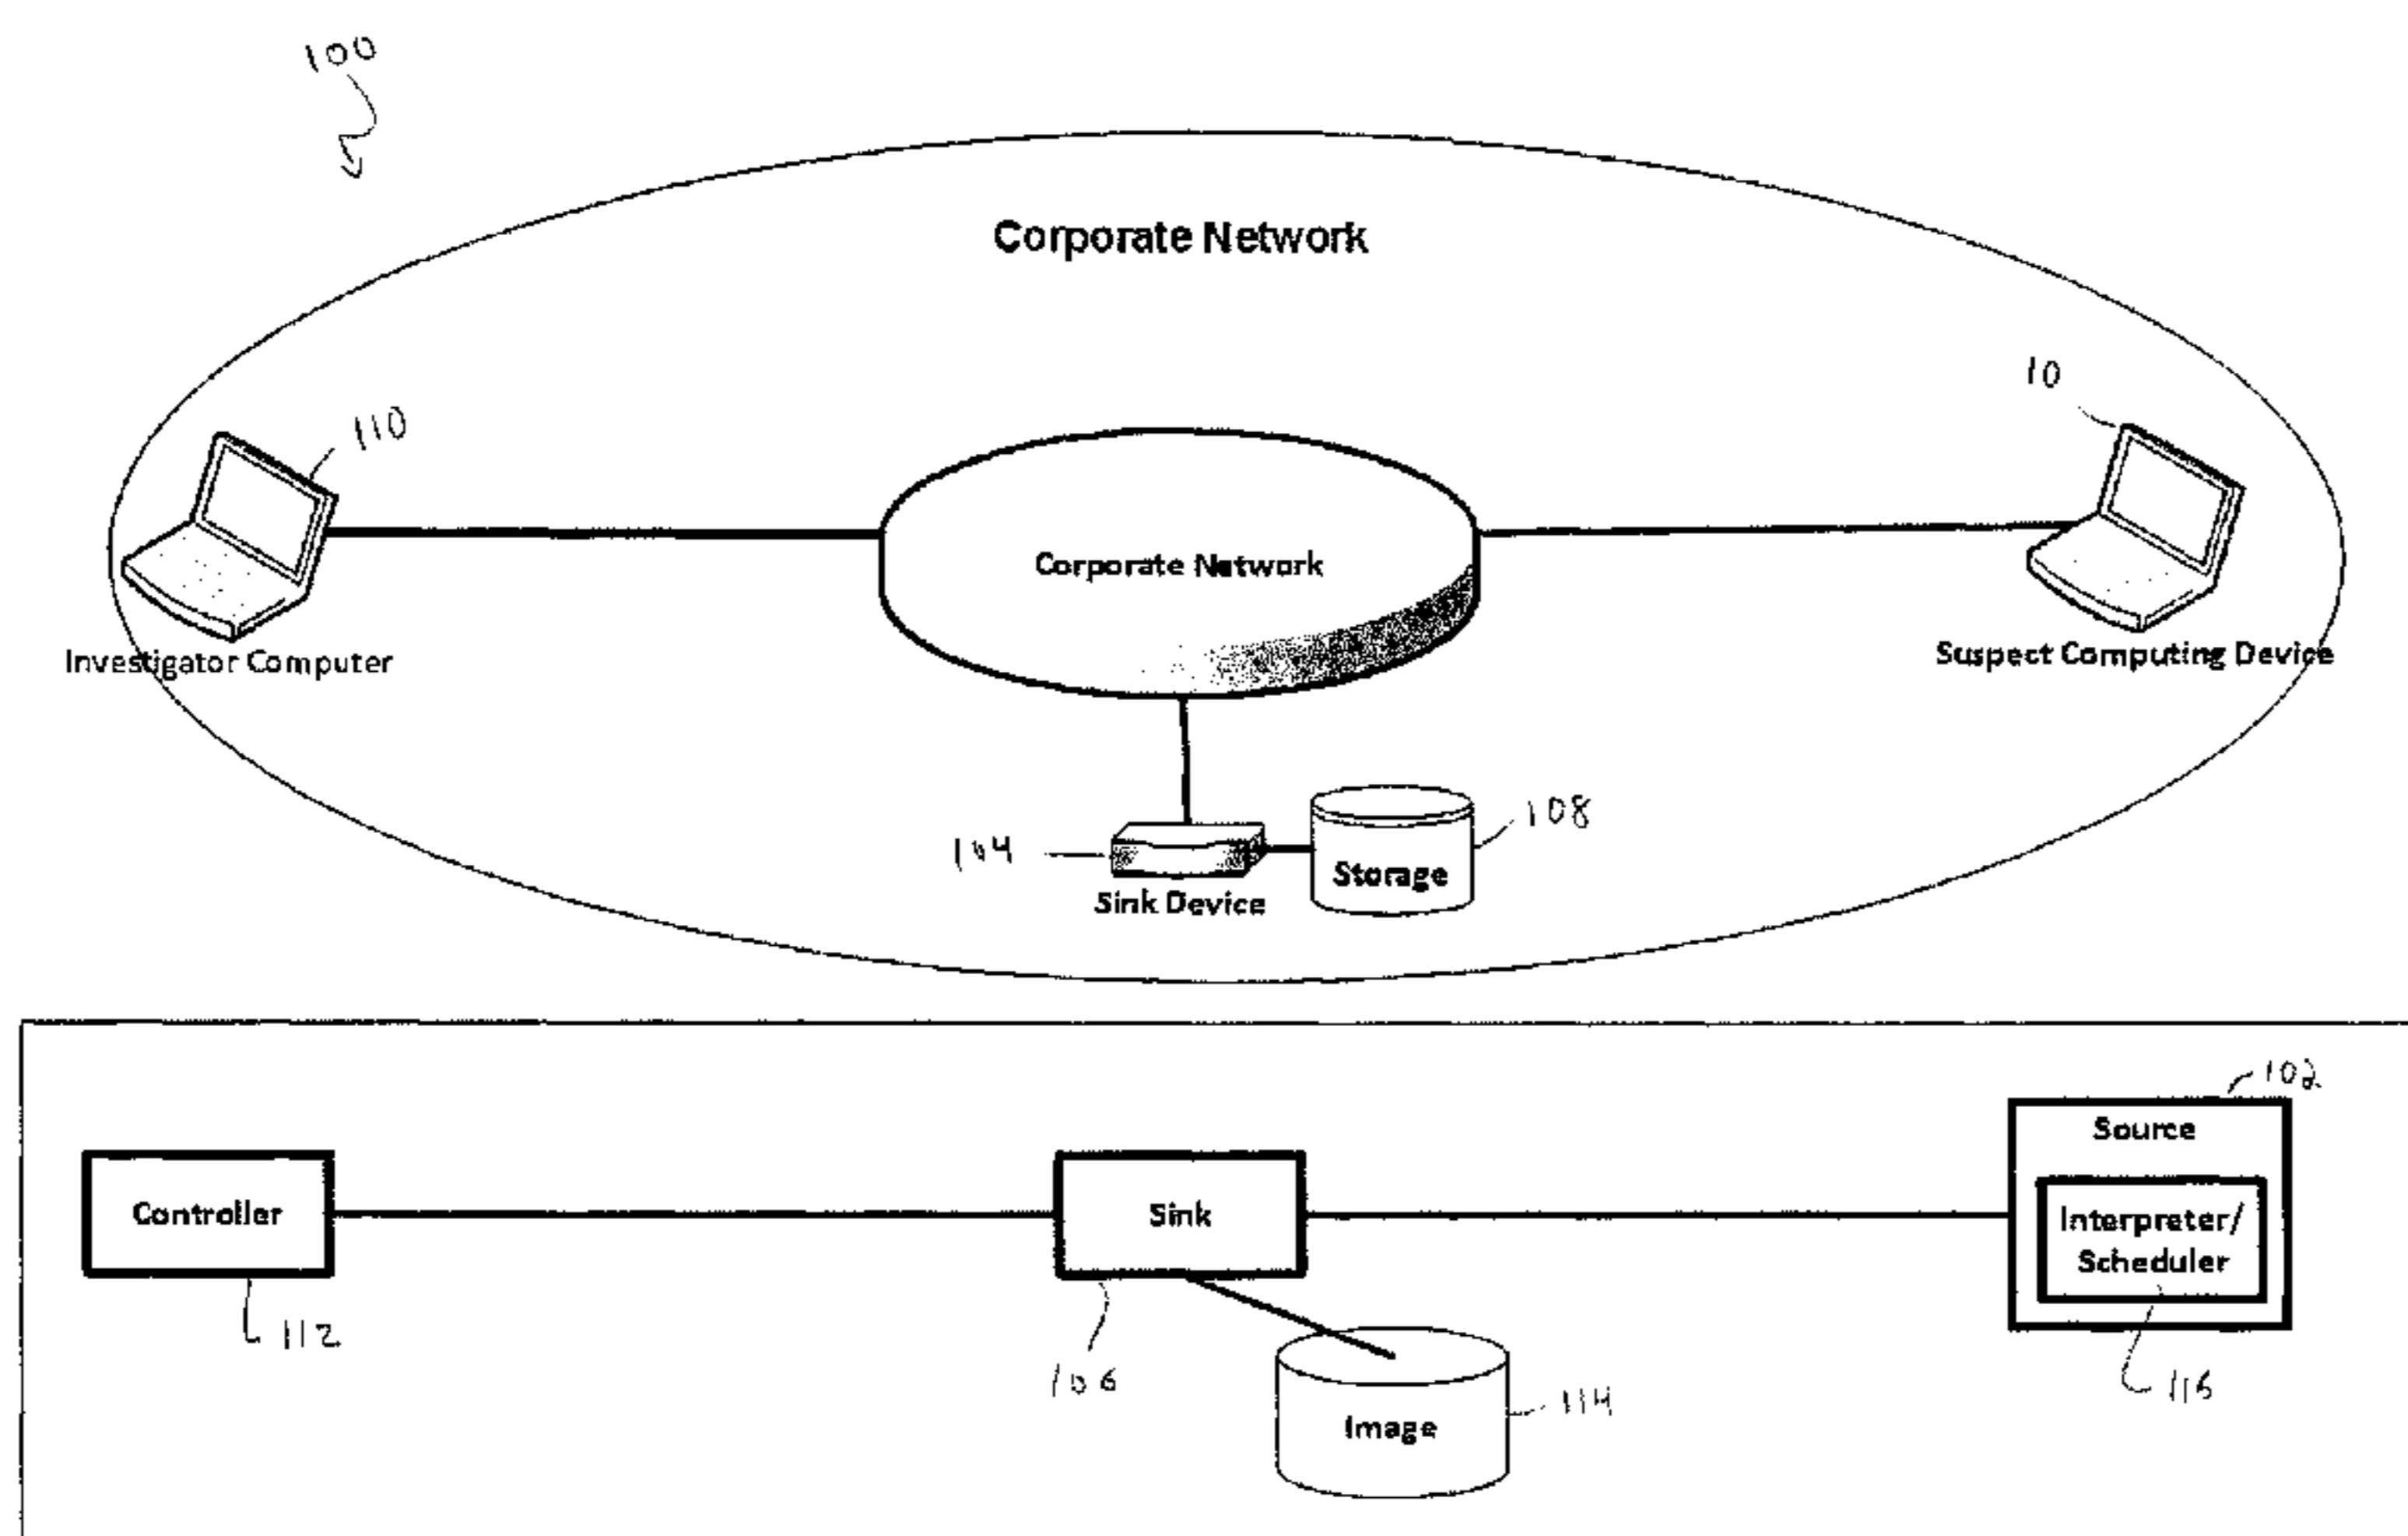 100
Corporate Network
10
110
Corporate Network
Investigator Computer
Suspect Computing Device
108
104
Storage
Sink Device
102
Source
Controller
Sink
Interpreter/
Scheduler
112
106
116
114
Image